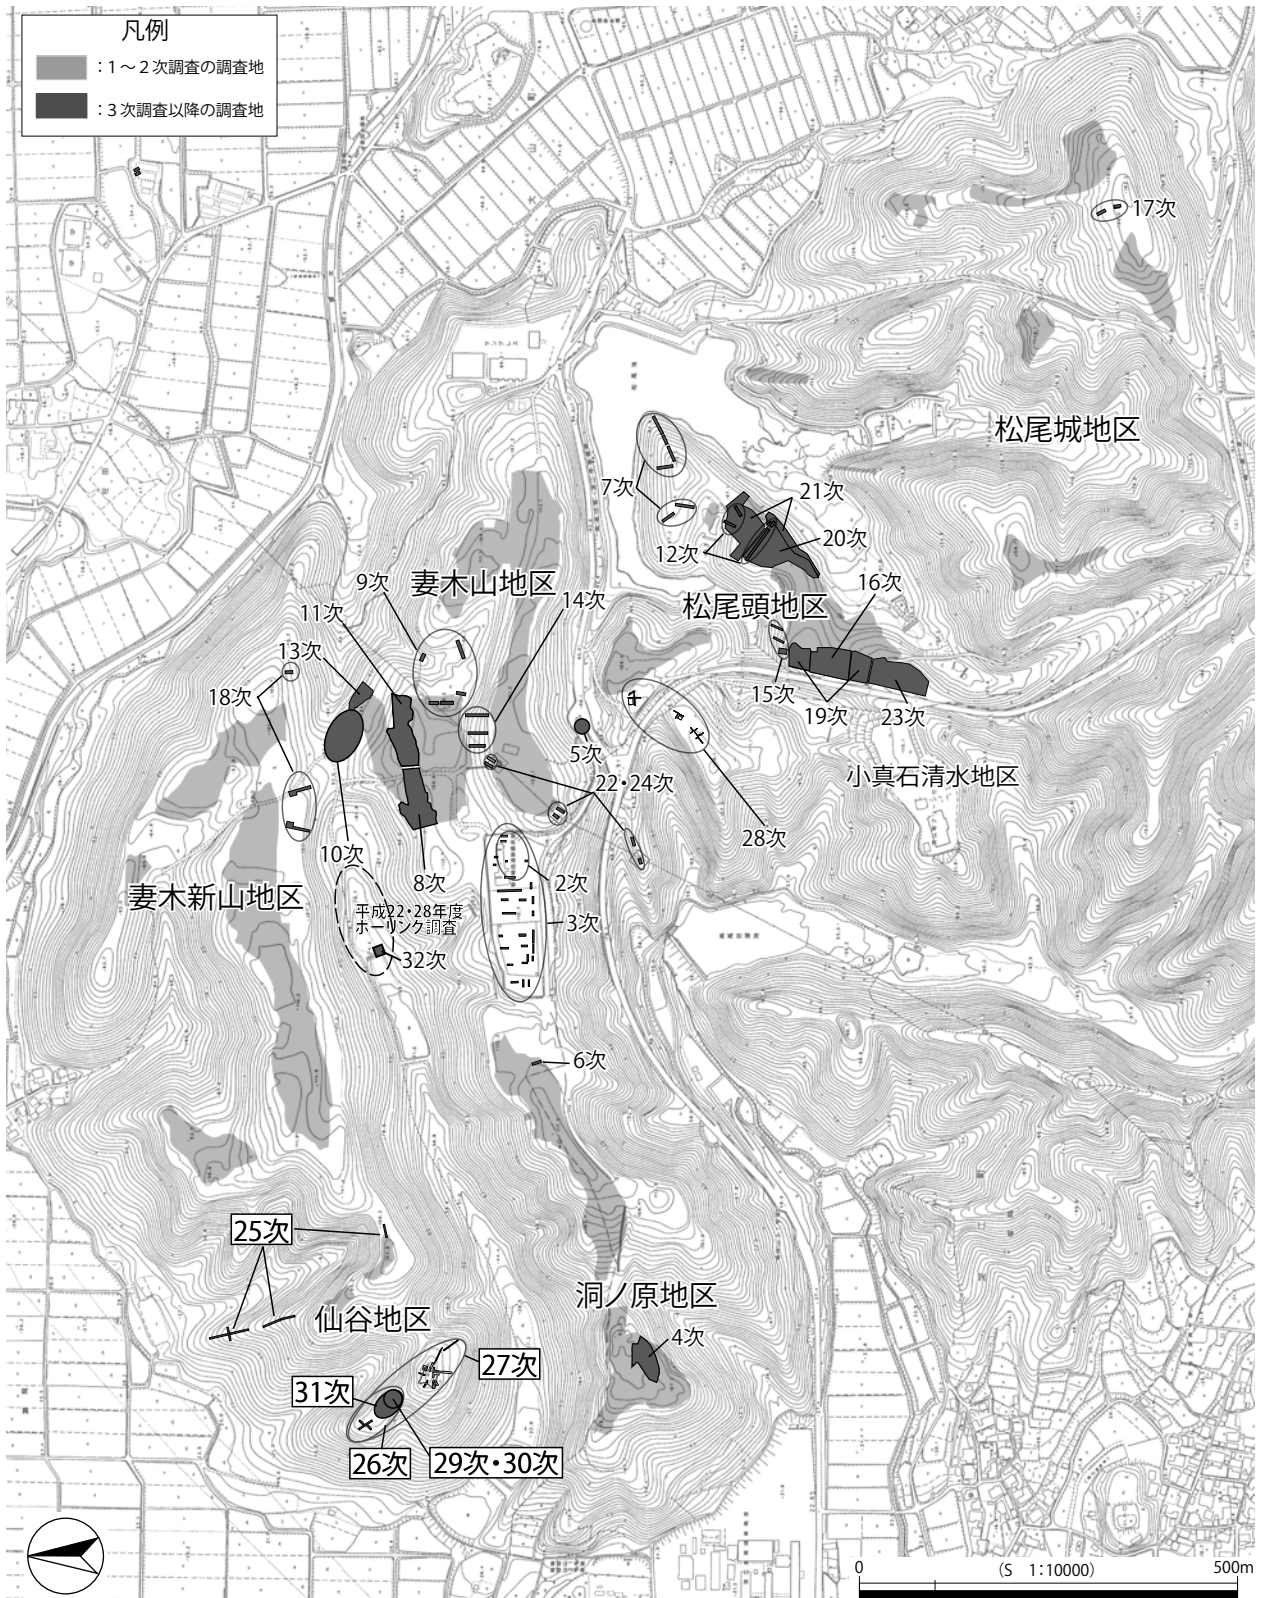 凡例
：1～2次調査の調査地
：3次調査以降の調査地
17次
松尾城地区
7次
21次
20次
12次
16次
9次
妻木山地区
14次
松尾頭地区
11次
13次
18次
15次
19次
23次
5次
小真石清水地区
22・24次
28次
10次
8次
2次
妻木新山地区
平成22・28年度
ボーリング調査
3次
32次
6次
25次
仙谷地区
洞ノ原地区
4次
27次
31次
26次
29次・30次
0
(S 1:10000)
500m